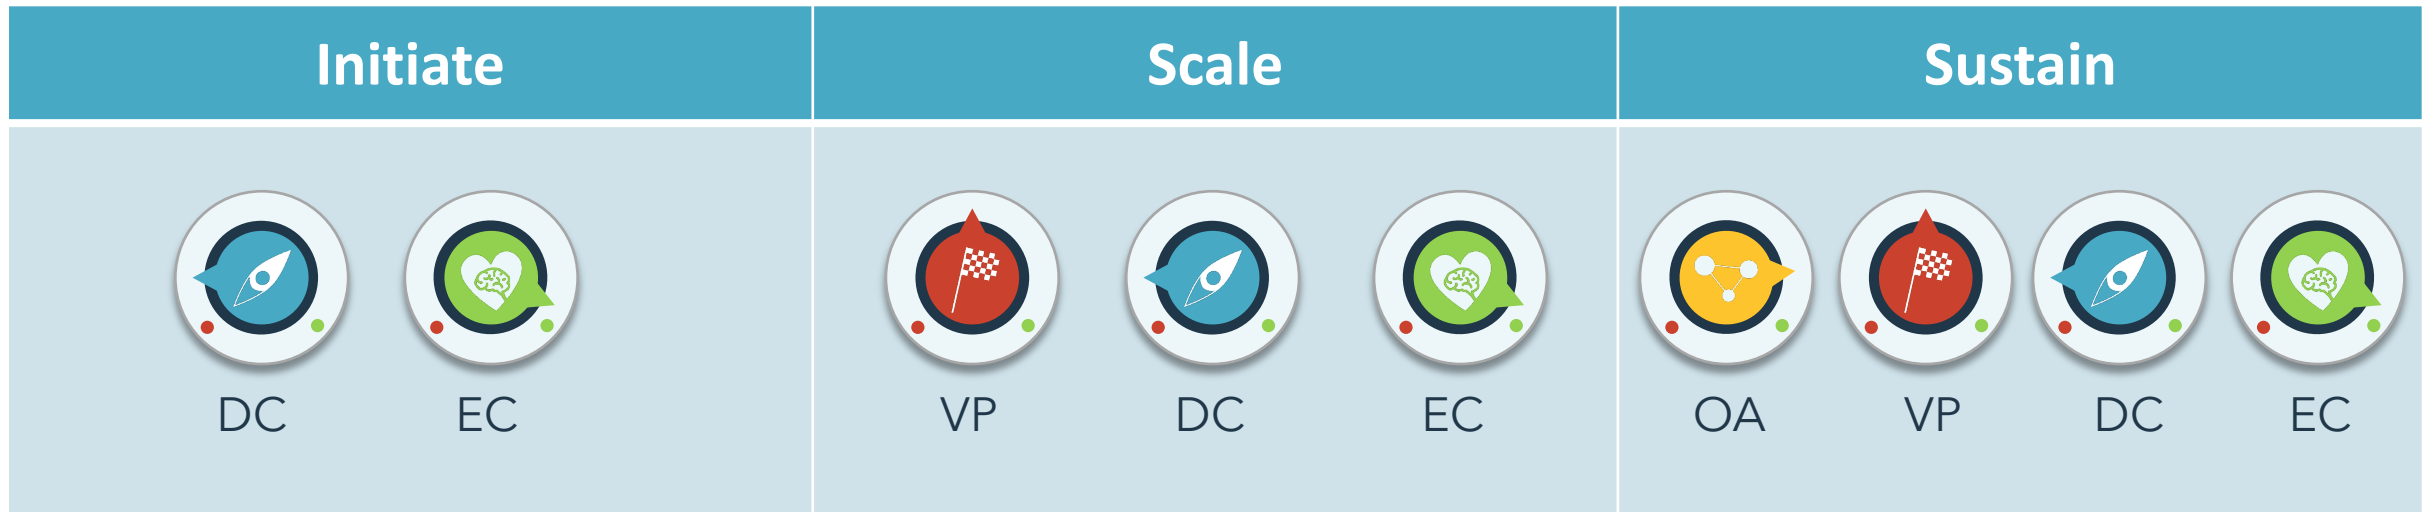 Initiate
Scale
Sustain
DC
EC
VP
DC
EC
OA
VP
DC
EC